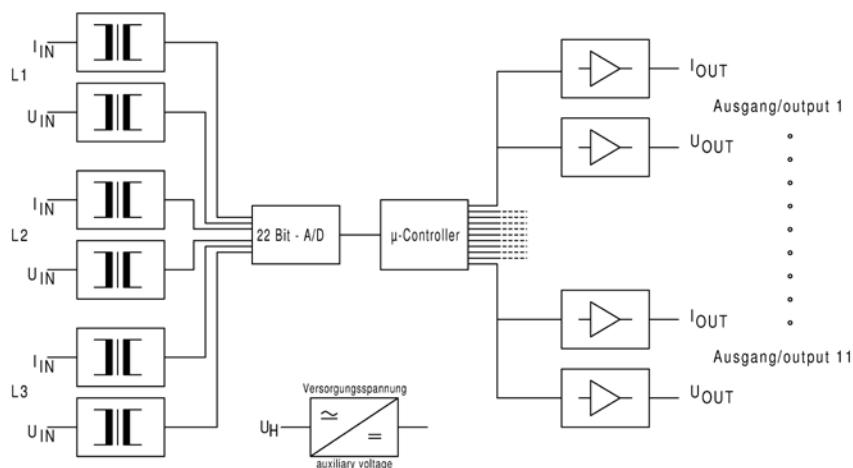 I IN
L1
U IN
I IN
L2
U IN
I IN
L3
U IN
22 Bit - A/D
µ-Controller
I OUT
Ausgang/output 1
U OUT
I OUT
Ausgang/output 11
U OUT
Versorgungsspannung
U H
auxiliary voltage